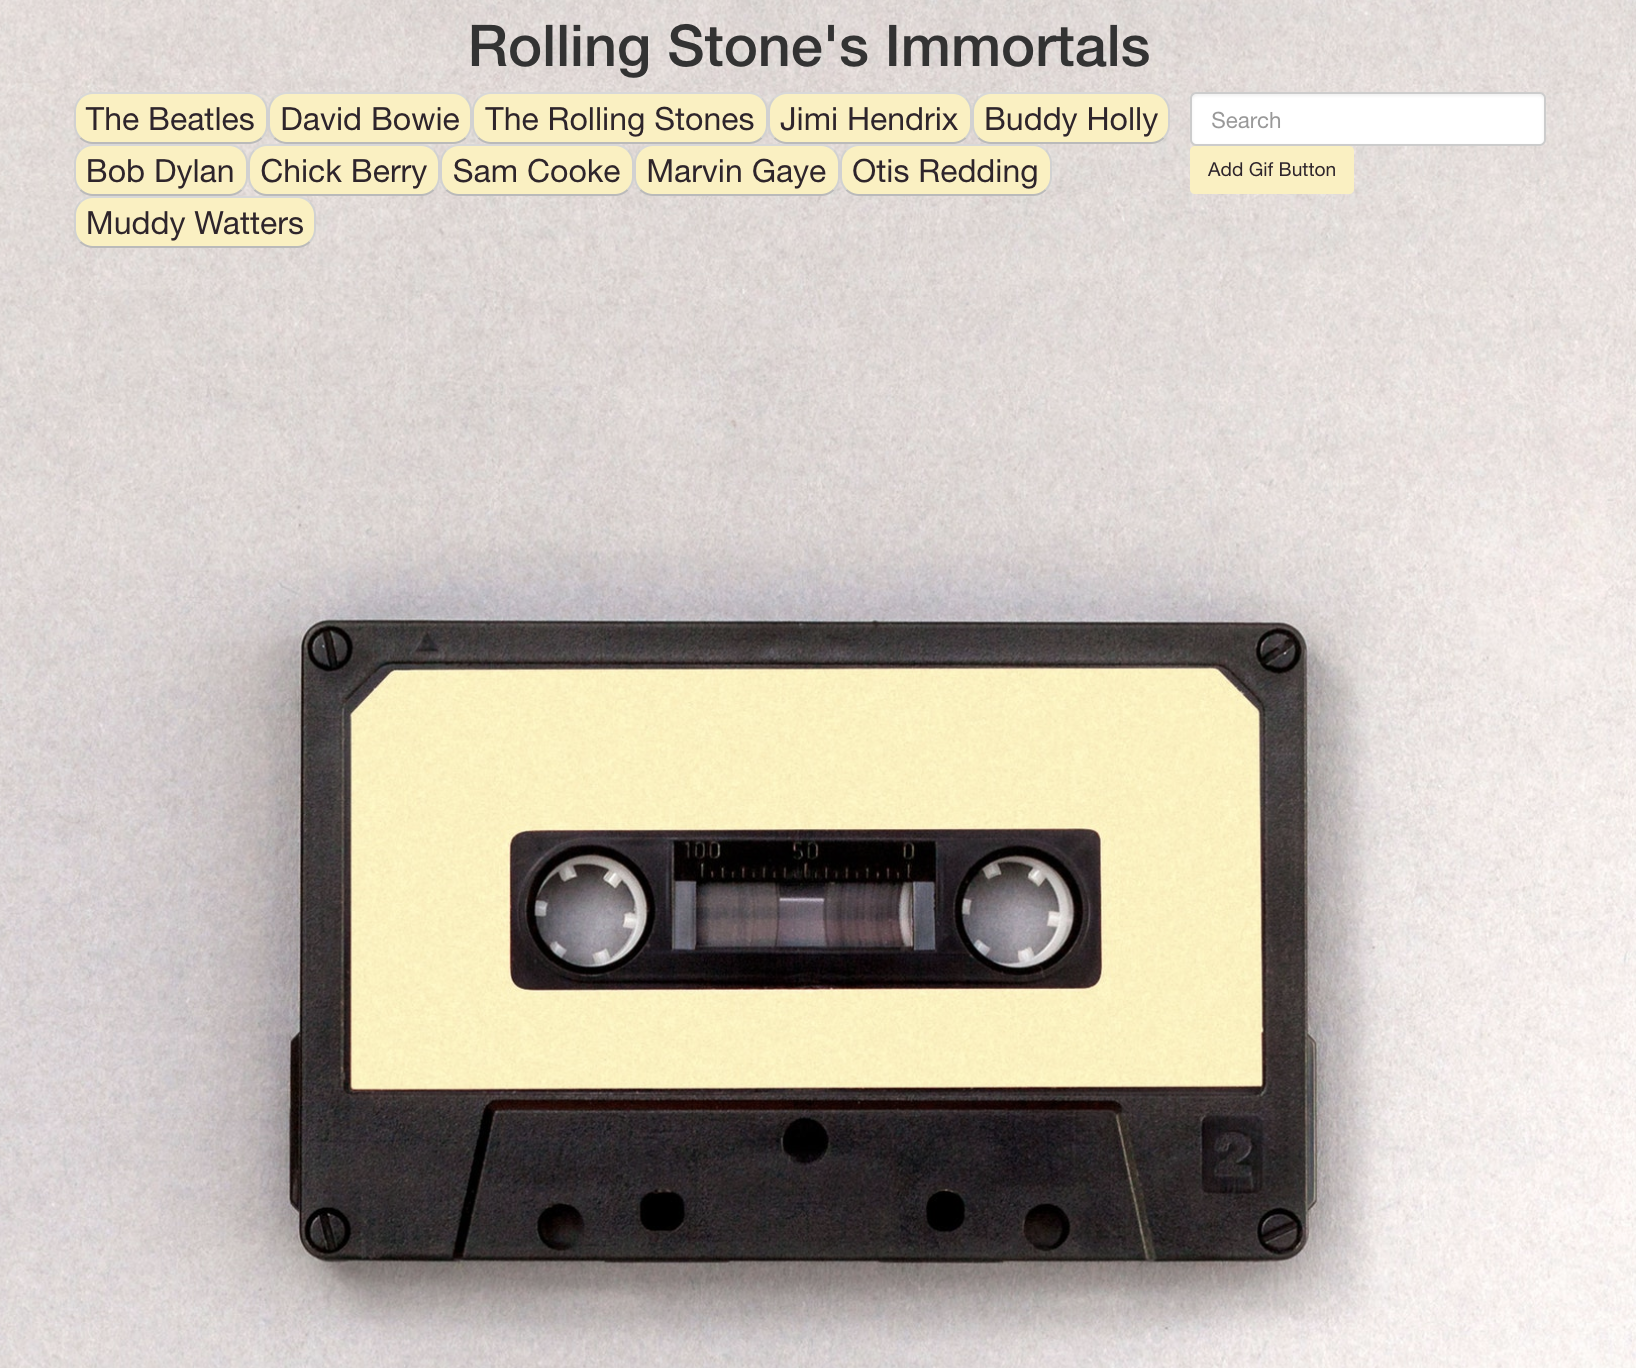 Rolling Stone's Immortals
The Beatles David Bowie The Rolling Stones Jimi Hendrix Buddy Holly
Bob Dylan Chick Berry Sam Cooke Marvin Gaye Otis Redding
Muddy Watters
Search
Add Gif Button
100 50 0
2